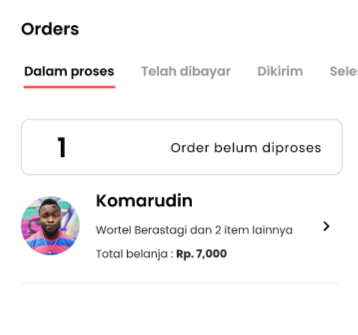 Orders
Dalam proses Telah dibayar Dikirim Sele
1 Order belum diproses
Komarudin
Wortel Berastagi dan 2 item lainnya
Total belanja : Rp. 7,000